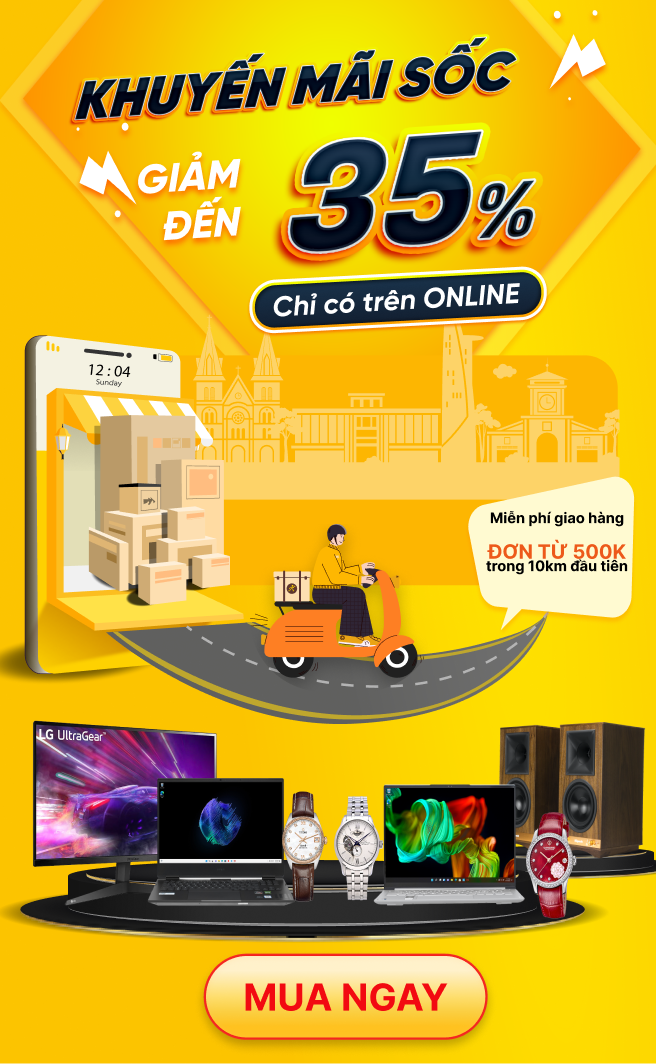 KHUYẾN MÃI SỐC
GIẢM
ĐẾN
35%
Chỉ có trên ONLINE
12 : 04
Sunday
Miễn phí giao hàng
ĐƠN TỪ 500K
trong 10km đầu tiên
LG UltraGear™
MUA NGAY